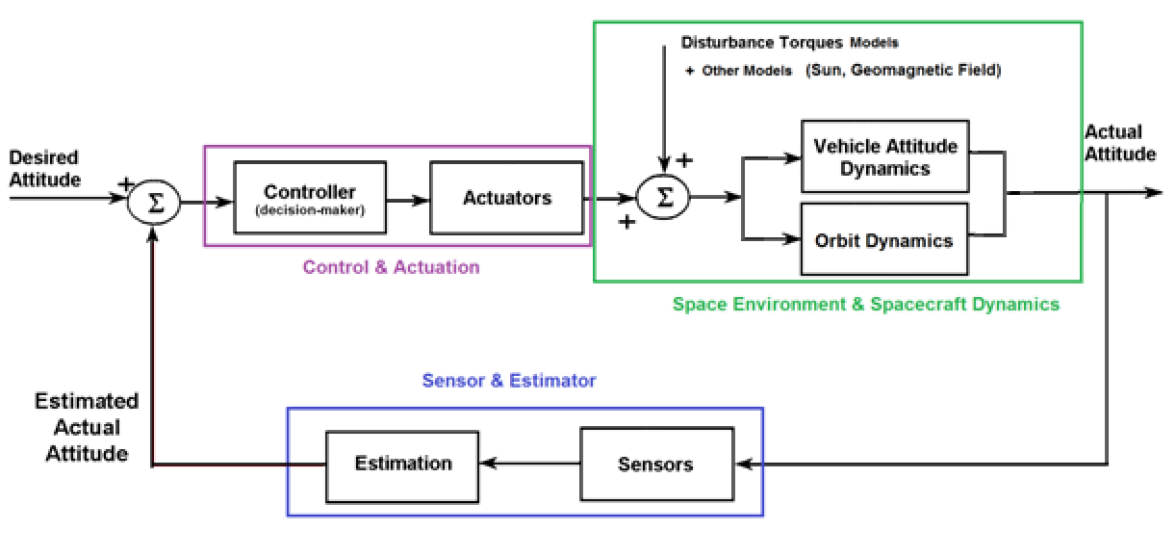 Disturbance Torques Models
+ Other Models (Sun, Geomagnetic Field)
Desired
Attitude
+
Σ
Controller
(decision-maker)
Actuators
Control & Actuation
+
+
Σ
Vehicle Attitude
Dynamics
Orbit Dynamics
Actual
Attitude
Space Environment & Spacecraft Dynamics
Sensor & Estimator
Estimated
Actual
Attitude
Estimation
Sensors